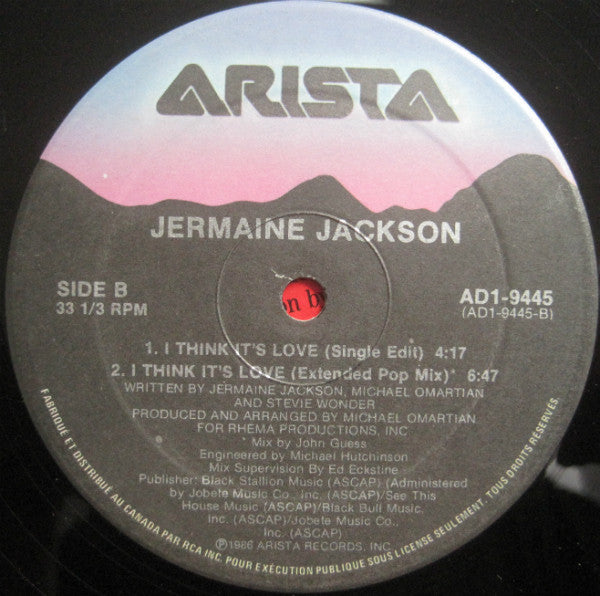 ARISTA
JERMAINE JACKSON
SIDE B
33 1/3 RPM
AD1-9445
(AD1-9445-B)
on by
1. I THINK IT'S LOVE (Single Edit) 4:17
2. I THINK IT'S LOVE (Extended Pop Mix)* 6:47
WRITTEN BY JERMAINE JACKSON, MICHAEL OMARTIAN
AND STEVIE WONDER
PRODUCED AND ARRANGED BY MICHAEL OMARTIAN
FOR RHEMA PRODUCTIONS, INC
*Mix by John Guess
Engineered by Michael Hutchinson
Mix Supervision By Ed Eckstine
Publisher: Black Stallion Music (ASCAP) (Administered
by Jobete Music Co., Inc. (ASCAP)/See This
House Music (ASCAP)/Black Bull Music,
Inc. (ASCAP)/Jobete Music Co.,
Inc. (ASCAP)
Ⓟ1986 ARISTA RECORDS, INC.
FABRIQUÉ ET DISTRIBUÉ AU CANADA PAR RCA INC. POUR EXÉCUTION PUBLIQUE SOUS LICENSE SEULEMENT. TOUS DROITS RÉSERVÉS.